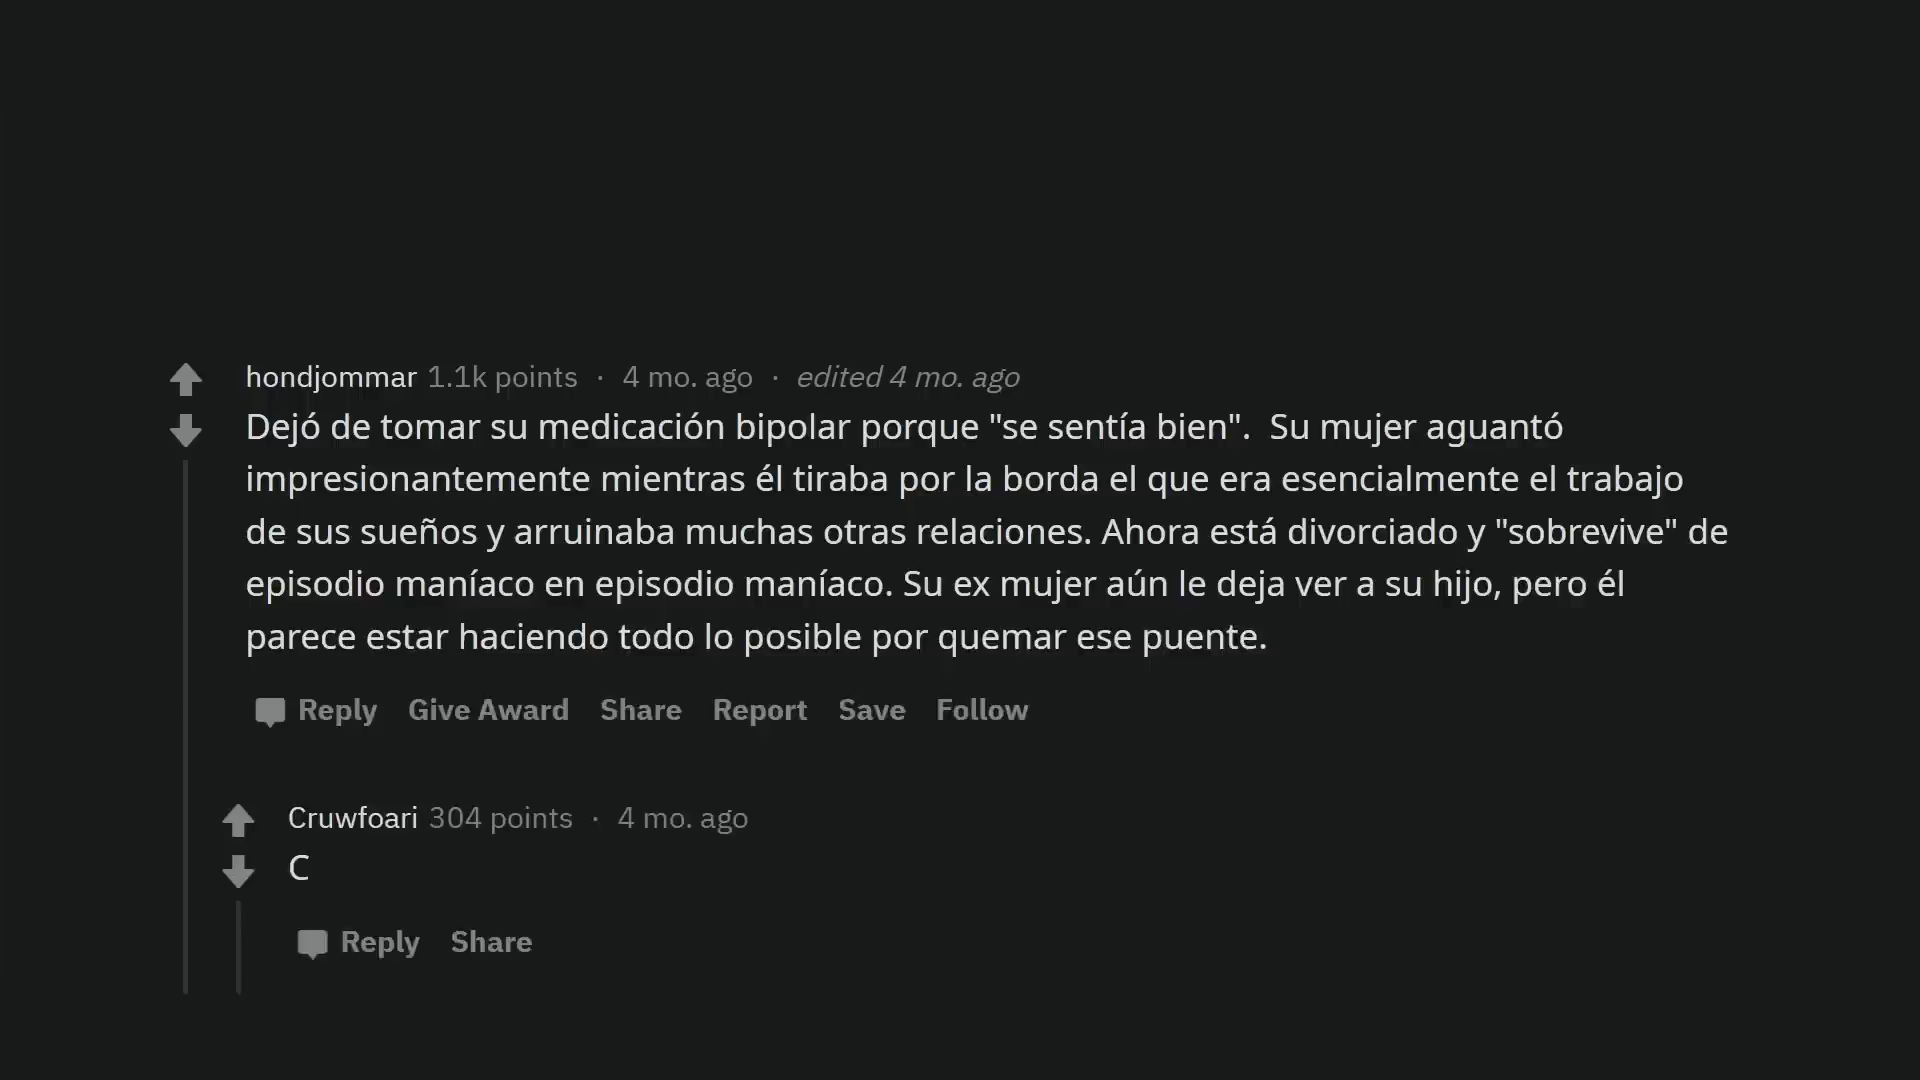 hondjommar 1.1k points · 4 mo. ago · edited 4 mo. ago
Dejó de tomar su medicación bipolar porque "se sentía bien".  Su mujer aguantó
impresionantemente mientras él tiraba por la borda el que era esencialmente el trabajo
de sus sueños y arruinaba muchas otras relaciones. Ahora está divorciado y "sobrevive" de
episodio maníaco en episodio maníaco. Su ex mujer aún le deja ver a su hijo, pero él
parece estar haciendo todo lo posible por quemar ese puente.
Reply Give Award Share Report Save Follow
Cruwfoari 304 points · 4 mo. ago
C
Reply Share